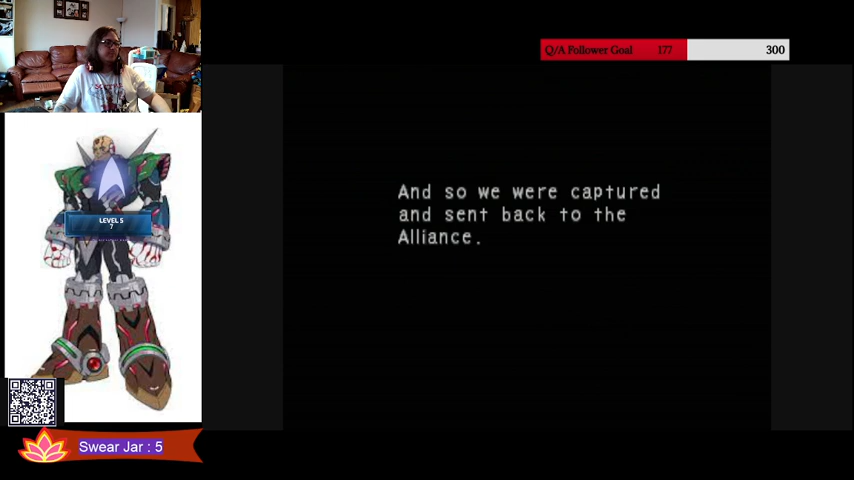 Q/A Follower Goal 177 300
And so we were captured
and sent back to the
Alliance.
LEVEL 5
7
Swear Jar : 5